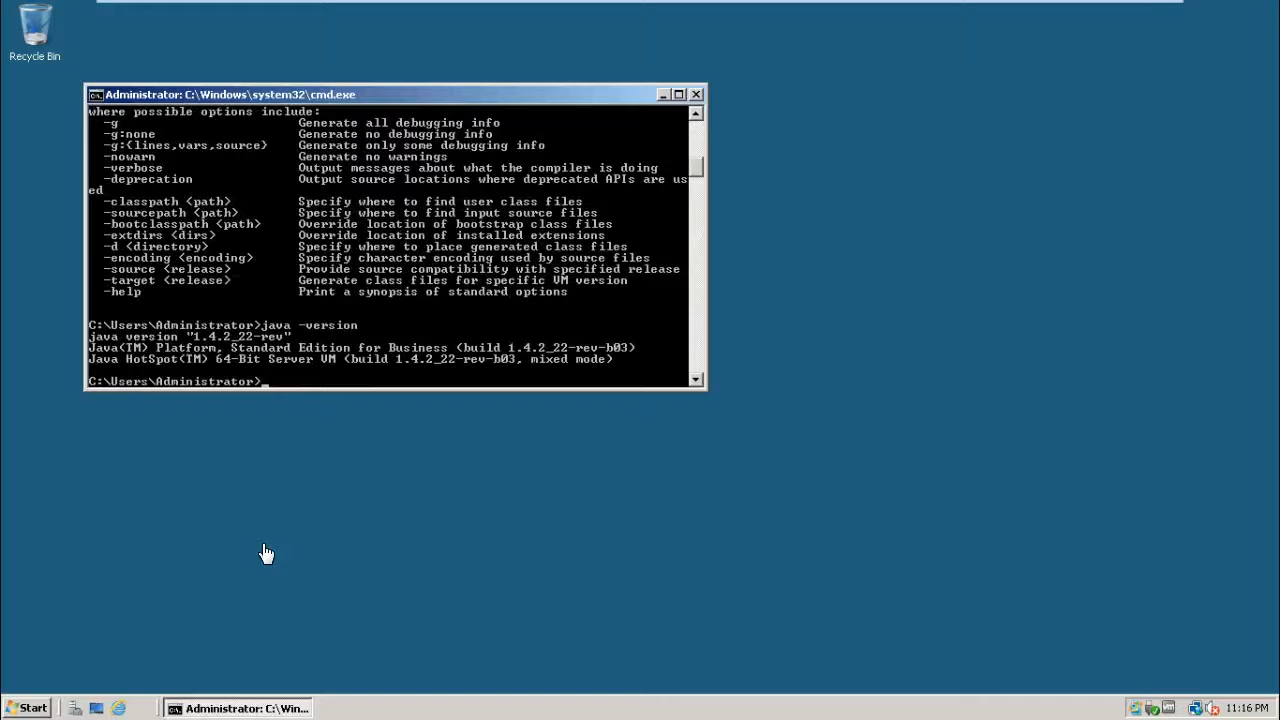 Recycle Bin
Administrator: C:\Windows\system32\cmd.exe
where possible options include:
-g Generate all debugging info
-g:none Generate no debugging info
-g:{lines,vars,source} Generate only some debugging info
-nowarn Generate no warnings
-verbose Output messages about what the compiler is doing
-deprecation Output source locations where deprecated APIs are us
ed
-classpath <path> Specify where to find user class files
-sourcepath <path> Specify where to find input source files
-bootclasspath <path> Override location of bootstrap class files
-extdirs <dirs> Override location of installed extensions
-d <directory> Specify where to place generated class files
-encoding <encoding> Specify character encoding used by source files
-source <release> Provide source compatibility with specified release
-target <release> Generate class files for specific VM version
-help Print a synopsis of standard options
C:\Users\Administrator>java -version
java version "1.4.2_22-rev"
Java(TM) Platform, Standard Edition for Business (build 1.4.2_22-rev-b03)
Java HotSpot(TM) 64-Bit Server VM (build 1.4.2_22-rev-b03, mixed mode)
C:\Users\Administrator>_
Start
Administrator: C:\Win...
11:16 PM